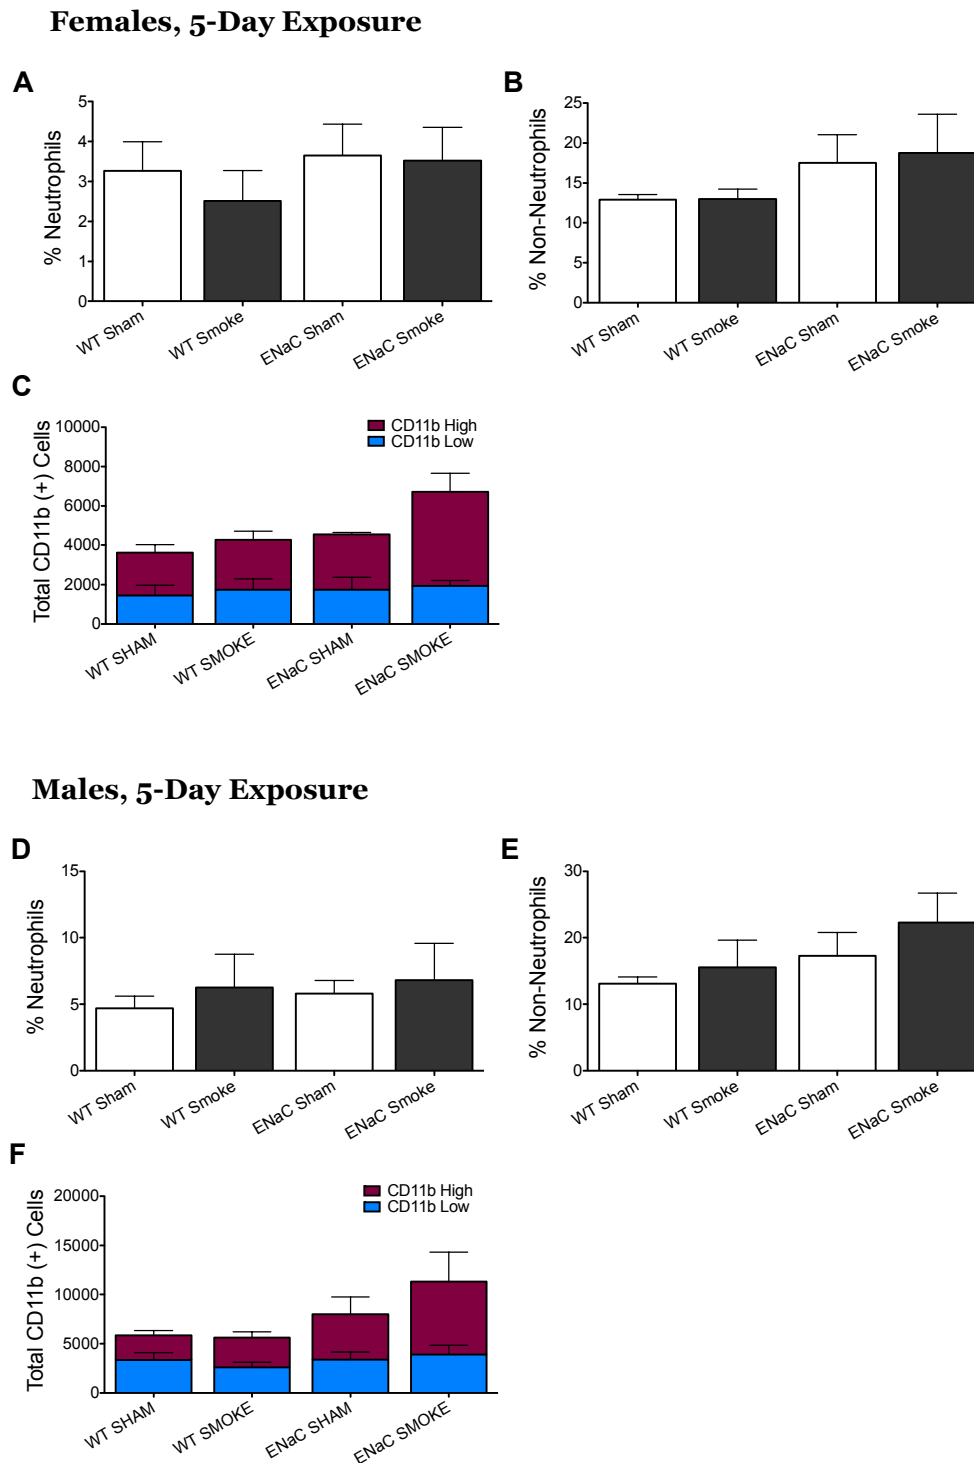 Females, 5-Day Exposure
A
% Neutrophils
5
4
3
2
1
0
WT Sham
WT Smoke
ENaC Sham
ENaC Smoke
B
% Non-Neutrophils
25
20
15
10
5
0
WT Sham
WT Smoke
ENaC Sham
ENaC Smoke
C
Total CD11b (+) Cells
10000
8000
6000
4000
2000
0
CD11b High
CD11b Low
WT SHAM
WT SMOKE
ENaC SHAM
ENaC SMOKE
Males, 5-Day Exposure
D
% Neutrophils
15
10
5
0
WT Sham
WT Smoke
ENaC Sham
ENaC Smoke
E
% Non-Neutrophils
30
20
10
0
WT Sham
WT Smoke
ENaC Sham
ENaC Smoke
F
Total CD11b (+) Cells
20000
15000
10000
5000
0
CD11b High
CD11b Low
WT SHAM
WT SMOKE
ENaC SHAM
ENaC SMOKE